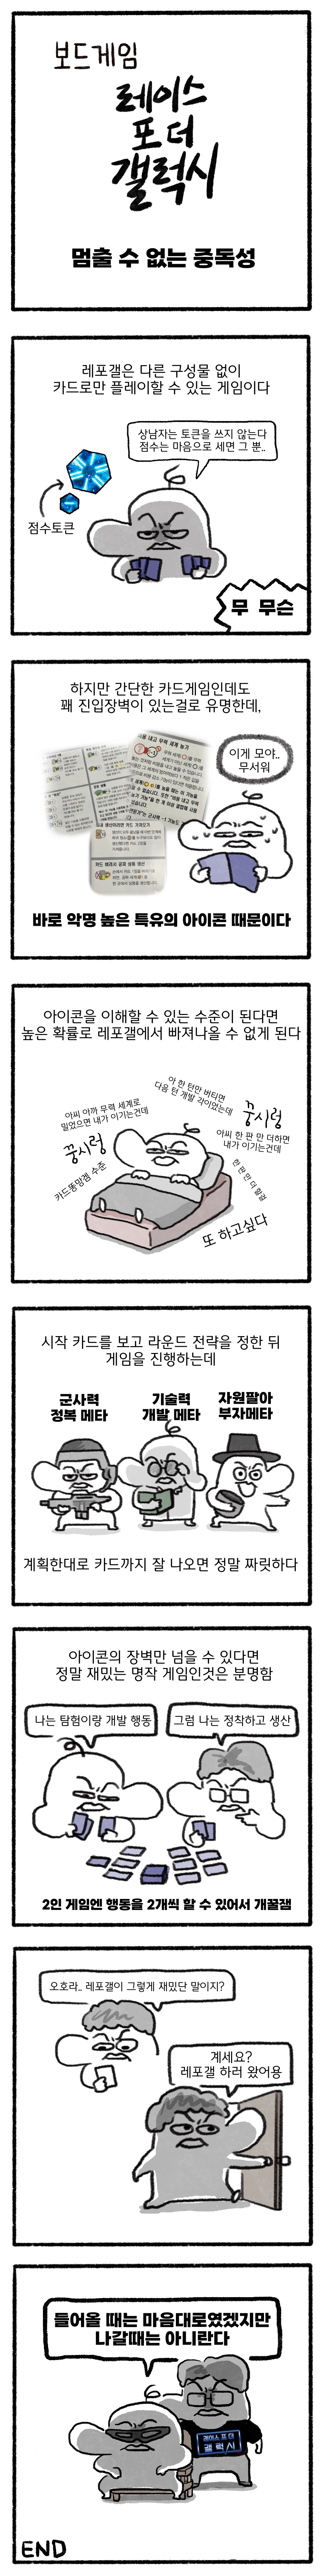 보드게임
레이스
포 더
갤럭시
멈출 수 없는 중독성
레포갤은 다른 구성물 없이
카드로만 플레이할 수 있는 게임이다
상남자는 토큰을 쓰지 않는다
점수는 마음으로 세면 그 뿐..
점수토큰
무 무슨
하지만 간단한 카드게임인데도
꽤 진입장벽이 있는걸로 유명한데,
이게 모야..
무서워
바로 악명 높은 특유의 아이콘 때문이다
아이콘을 이해할 수 있는 수준이 된다면
높은 확률로 레포갤에서 빠져나올 수 없게 된다
아 한 턴만 버티면
다음 턴 개발 각이었는데
아씨 아까 무력 세계로
밀었으면 내가 이기는건데
꿍시렁
아씨 한 판 만 더하면
내가 이기는건데
꿍시렁
카드똥망겜 수준
한 판만 더 할걸
또 하고싶다
시작 카드를 보고 라운드 전략을 정한 뒤
게임을 진행하는데
군사력
정복 메타
기술력
개발 메타
자원팔아
부자메타
계획한대로 카드까지 잘 나오면 정말 짜릿하다
아이콘의 장벽만 넘을 수 있다면
정말 재밌는 명작 게임인것은 분명함
나는 탐험이랑 개발 행동
그럼 나는 정착하고 생산
2인 게임엔 행동을 2개씩 할 수 있어서 개꿀잼
오호라.. 레포갤이 그렇게 재밌단 말이지?
계세요?
레포갤 하러 왔어용
들어올 때는 마음대로였겠지만
나갈때는 아니란다
레이스 포 더
갤럭시
END